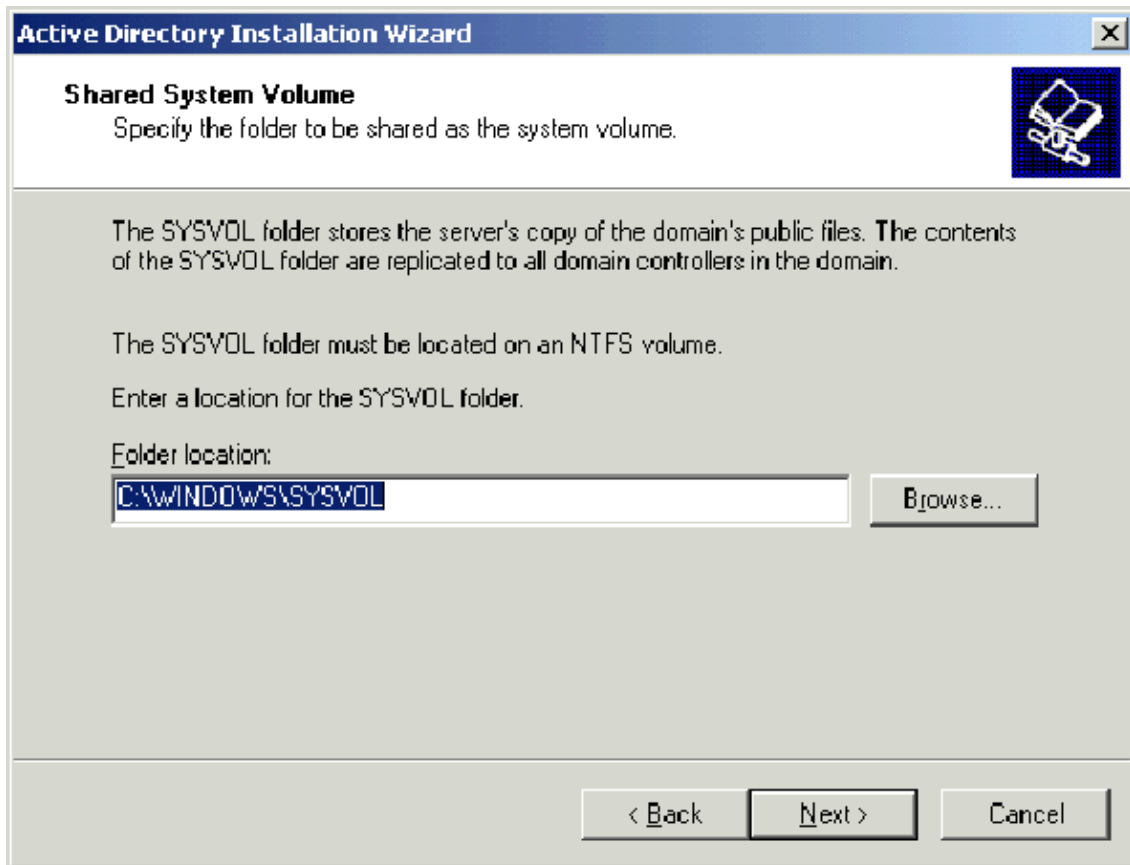 Active Directory Installation Wizard
Shared System Volume
Specify the folder to be shared as the system volume.
The SYSVOL folder stores the server's copy of the domain's public files. The contents
of the SYSVOL folder are replicated to all domain controllers in the domain.
The SYSVOL folder must be located on an NTFS volume.
Enter a location for the SYSVOL folder.
Folder location:
C:\WINDOWS\SYSVOL
Browse...
< Back
Next >
Cancel